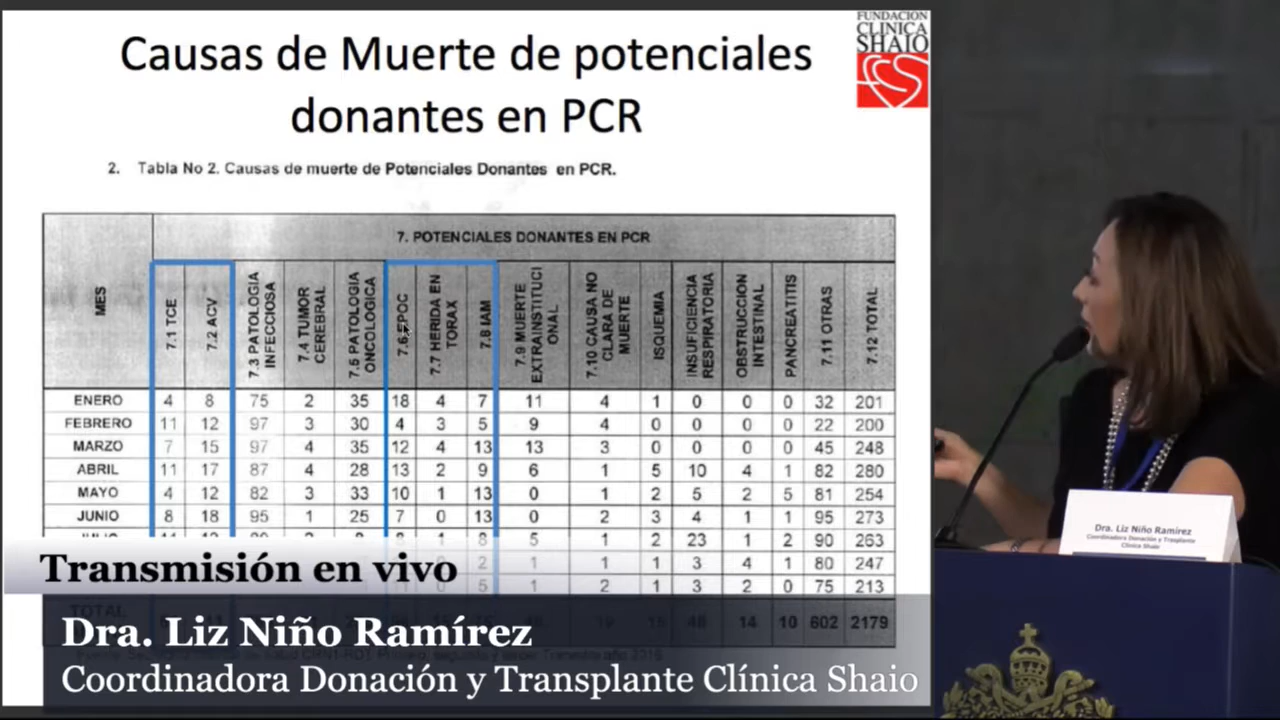 Causas de Muerte de potenciales
donantes en PCR
FUNDACION
CLINICA
SHAIO
2. Tabla No 2. Causas de muerte de Potenciales Donantes en PCR.
7. POTENCIALES DONANTES EN PCR
MES
7.1 TCE
7.2 ACV
7.3 PATOLOGIA
INFECCIOSA
7.4 TUMOR
CEREBRAL
7.5 PATOLOGIA
ONCOLOGICA
7.6 EPOC
7.7 HERIDA EN
TORAX
7.8 IAM
7.9 MUERTE
EXTRAINSTITUCI
ONAL
7.10 CAUSA NO
CLARA DE
MUERTE
ISQUEMIA
INSUFICIENCIA
RESPIRATORIA
OBSTRUCCION
INTESTINAL
PANCREATITIS
7.11 OTRAS
7.12 TOTAL
ENERO 4 8 75 2 35 18 4 7 11 4 1 0 0 0 32 201
FEBRERO 11 12 97 3 30 4 3 5 9 4 0 0 0 0 22 200
MARZO 7 15 97 4 35 12 4 13 13 3 0 0 0 0 45 248
ABRIL 11 17 87 4 28 13 2 9 6 1 5 10 4 1 82 280
MAYO 4 12 82 3 33 10 1 13 0 1 2 5 2 5 81 254
JUNIO 8 18 95 1 25 7 0 13 0 2 3 4 1 1 95 273
5 1 2 23 1 2 90 263
2 1 1 1 3 4 1 80 247
0 5 1 2 1 3 2 0 75 213
TOTAL 48 14 10 602 2179
Transmisión en vivo
Dra. Liz Niño Ramírez
Coordinadora Donación y Transplante Clínica Shaio
Dra. Liz Niño Ramírez
Coordinadora Donación y Trasplante
Clínica Shaio